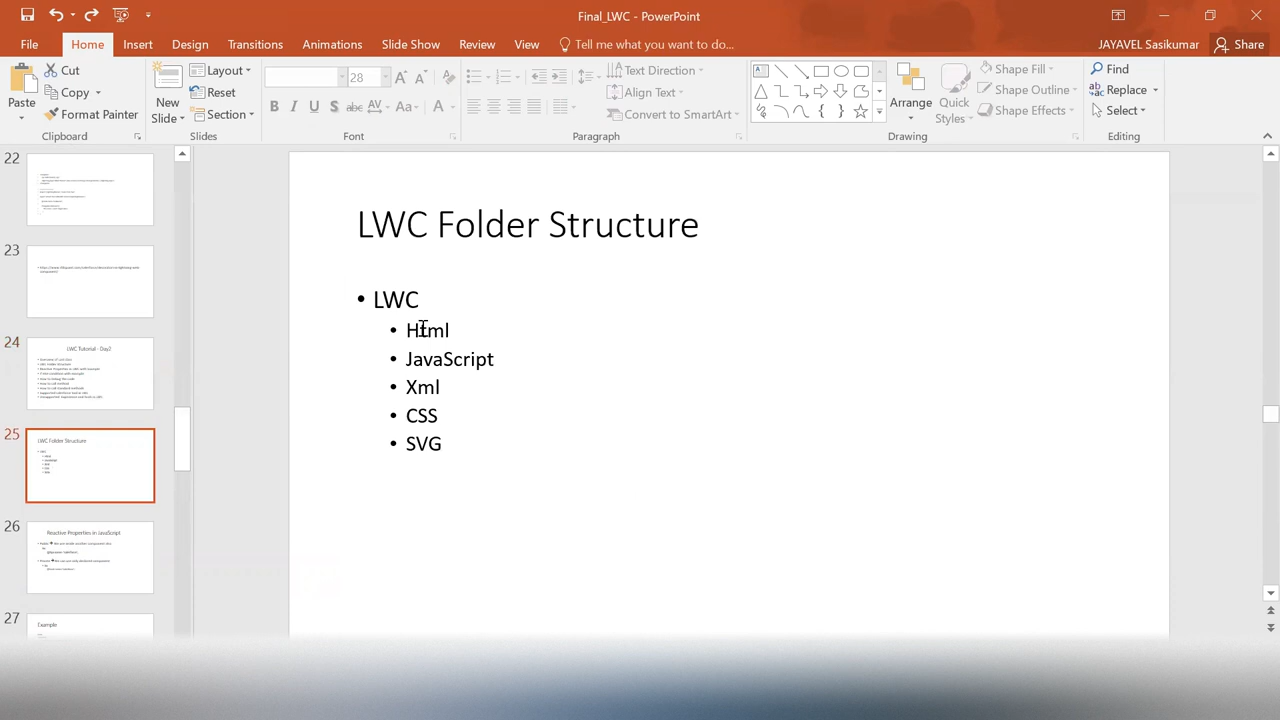 Final_LWC - PowerPoint
File Home Insert Design Transitions Animations Slide Show Review View Tell me what you want to do... JAYAVEL Sasikumar Share
Paste
Cut
Copy
Format Painter
Clipboard
New Slide
Layout
Reset
Section
Slides
28
B I U S abc AV Aa A
Font
Text Direction
Align Text
Convert to SmartArt
Paragraph
Arrange
Quick Styles
Shape Fill
Shape Outline
Shape Effects
Drawing
Find
Replace
Select
Editing
22
23
24
LWC Tutorial - Day2
25
LWC Folder Structure
26
Reactive Properties in JavaScript
27
Example
LWC Folder Structure
• LWC
• Html
• JavaScript
• Xml
• CSS
• SVG